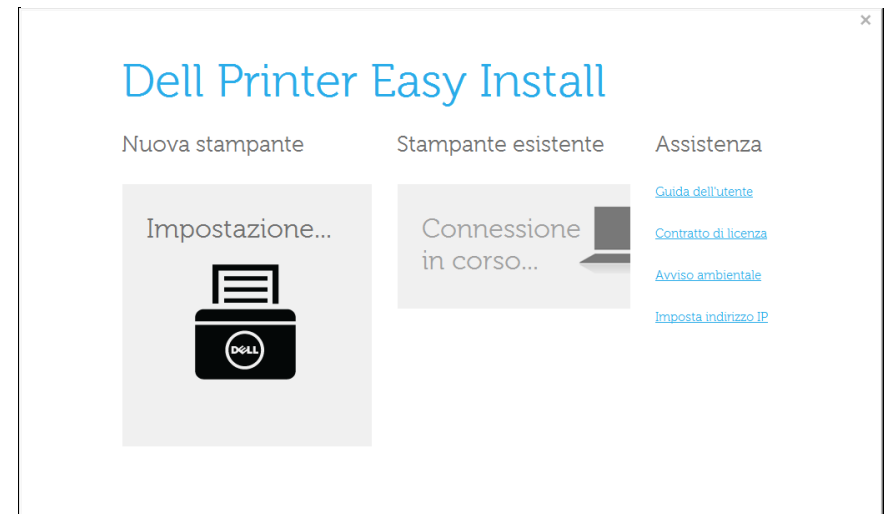 Dell Printer Easy Install
Nuova stampante
Impostazione...
DELL
Stampante esistente
Connessione
in corso...
Assistenza
Guida dell'utente
Contratto di licenza
Avviso ambientale
Imposta indirizzo IP